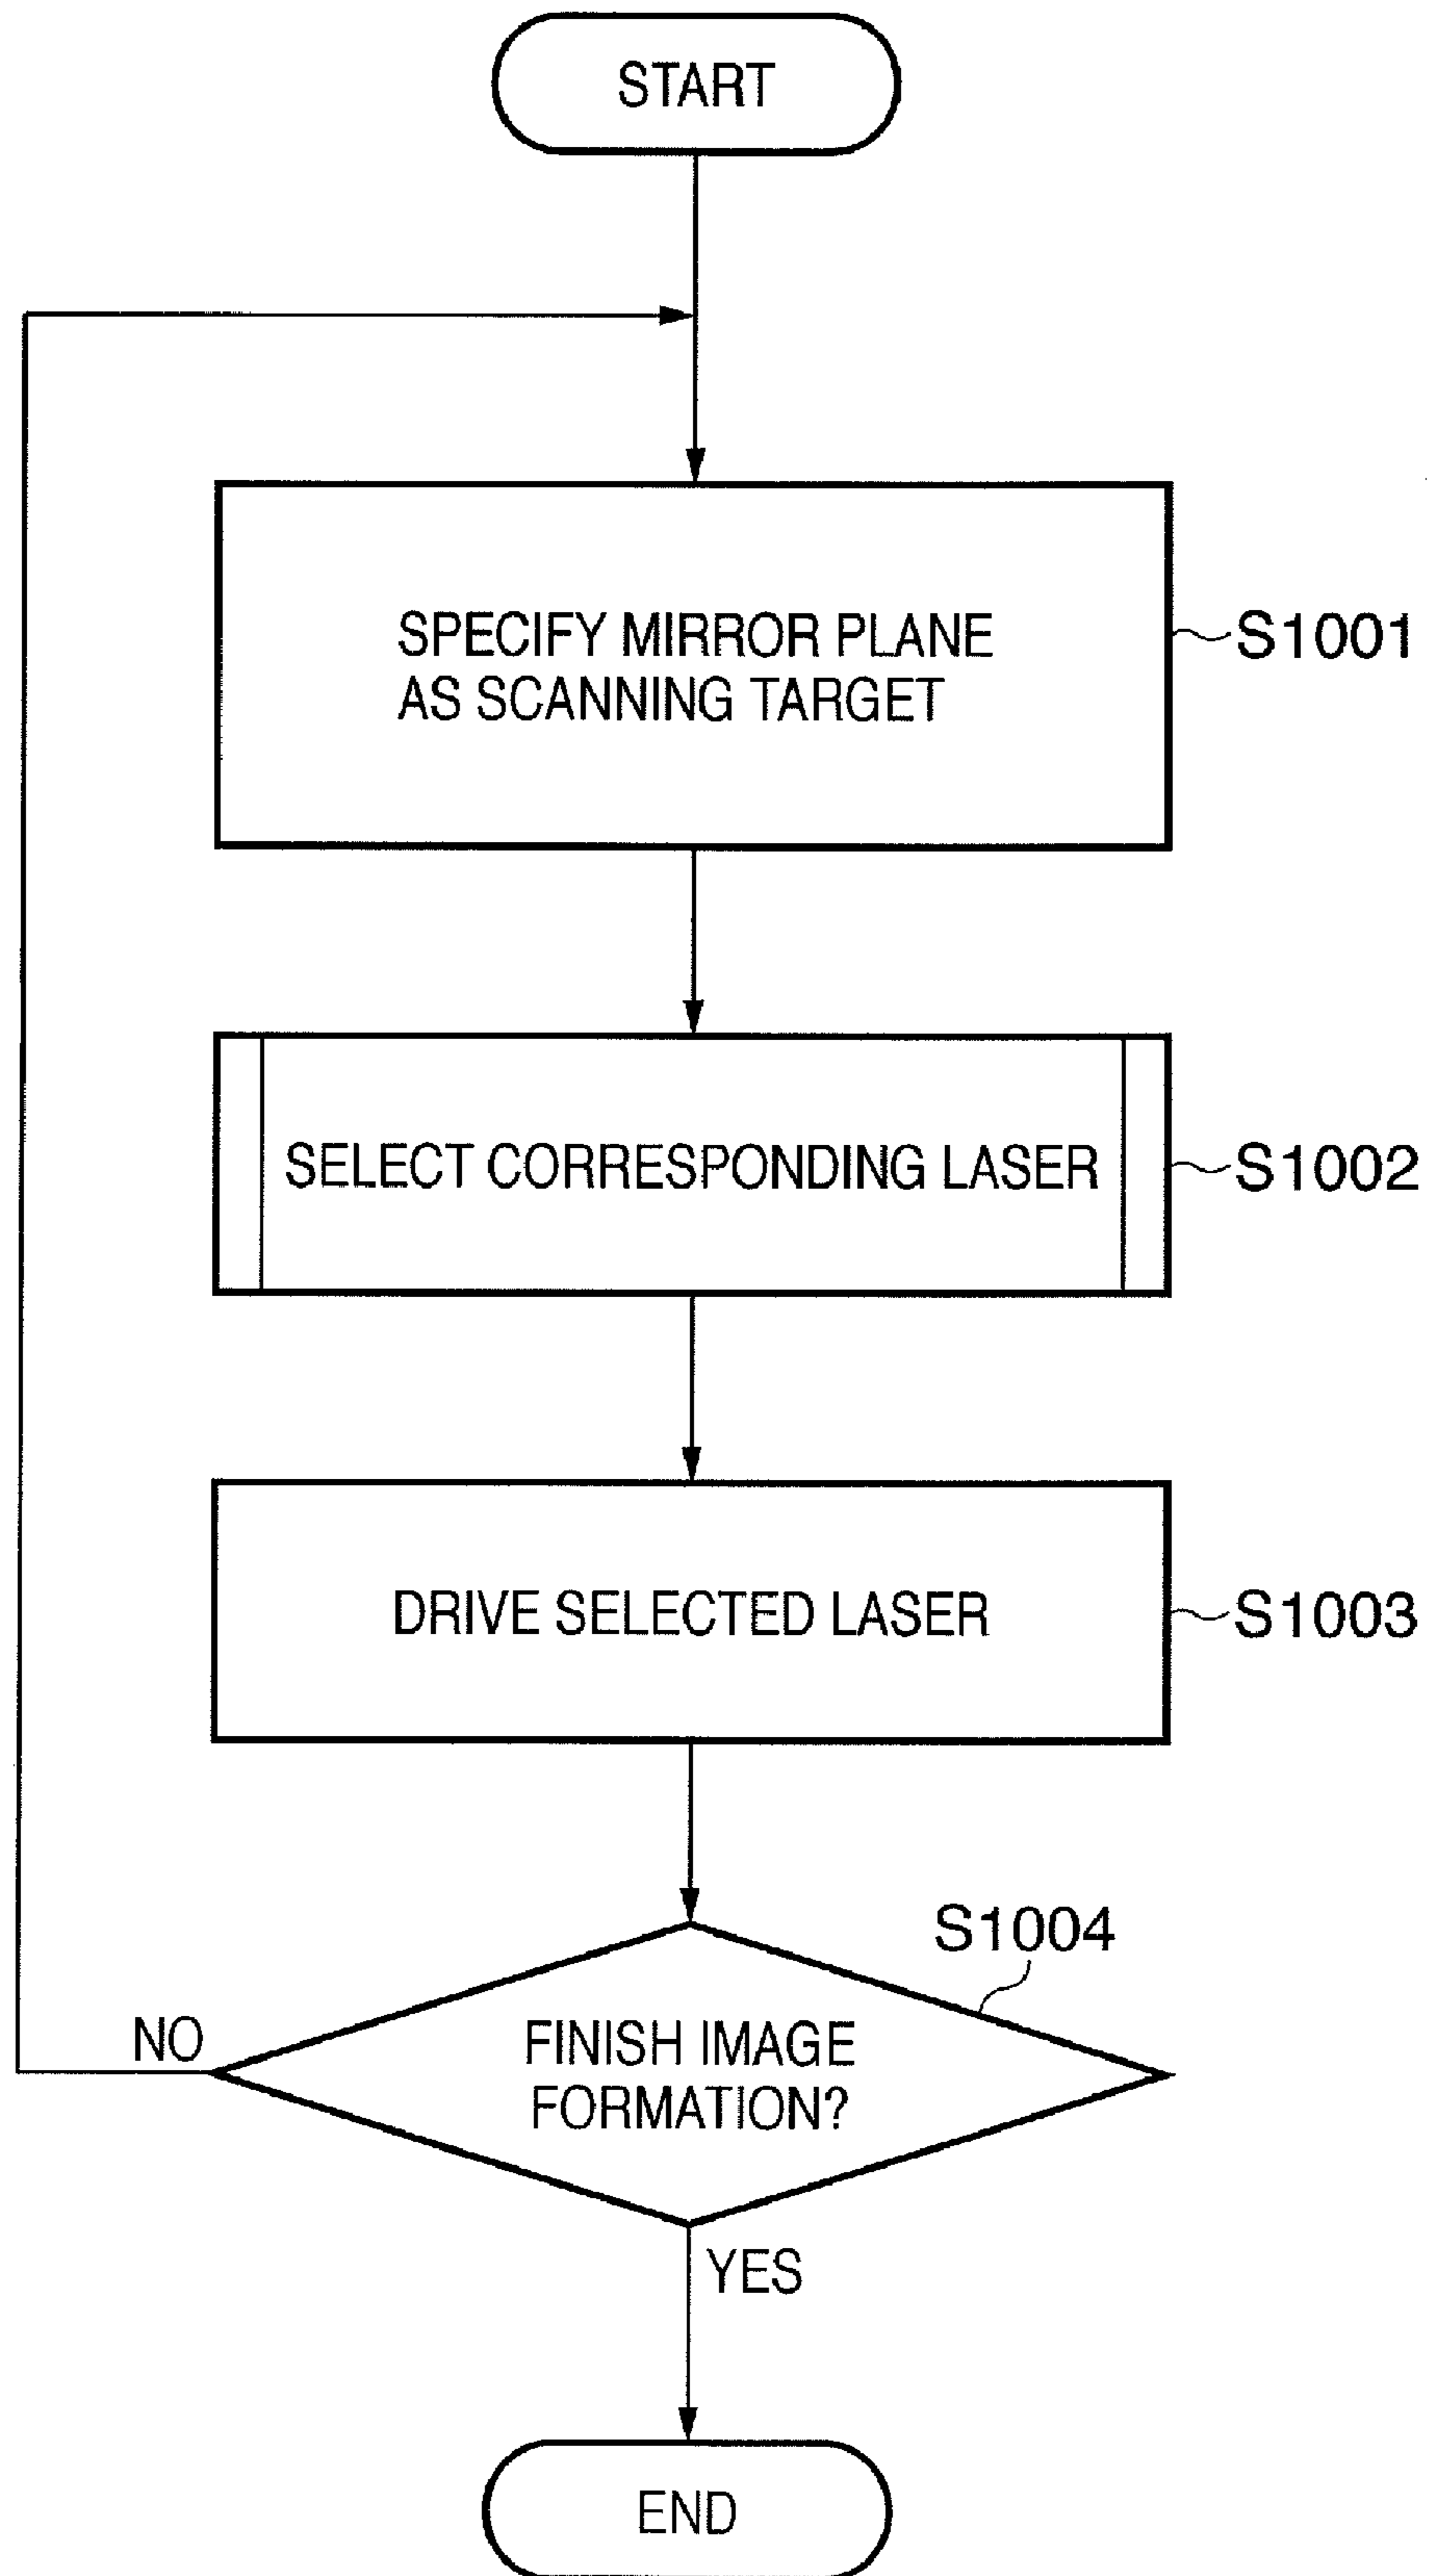 START
SPECIFY MIRROR PLANE
AS SCANNING TARGET
S1001
SELECT CORRESPONDING LASER
S1002
DRIVE SELECTED LASER
S1003
S1004
FINISH IMAGE
FORMATION?
NO
YES
END